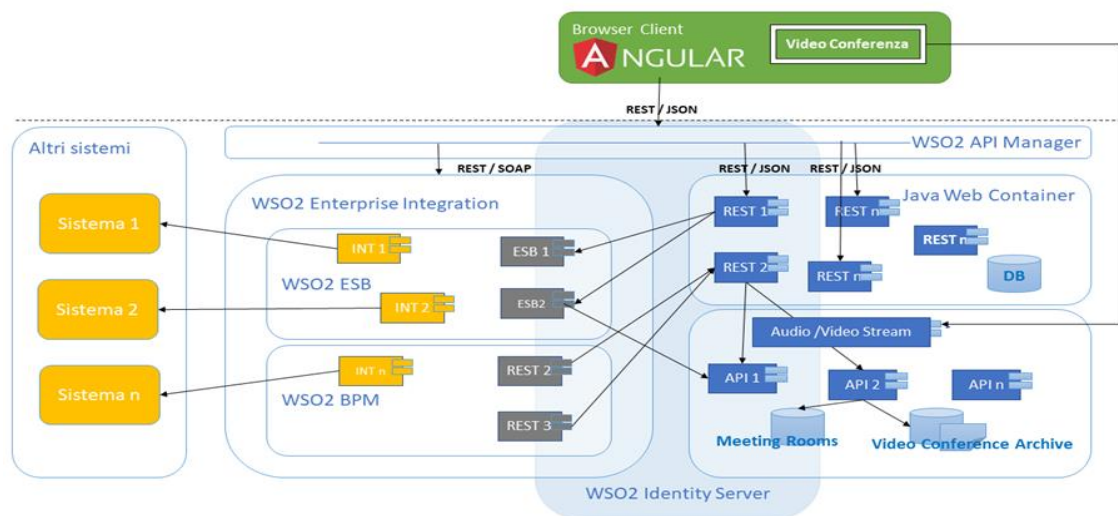 Browser Client
ANGULAR
Video Conferenza
REST / JSON
Altri sistemi
WSO2 API Manager
REST / SOAP
REST / JSON
REST / JSON
WSO2 Enterprise Integration
Java Web Container
Sistema 1
INT 1
ESB 1
REST 1
REST n
REST n
WSO2 ESB
REST 2
REST n
DB
Sistema 2
INT 2
ESB2
Audio /Video Stream
Sistema n
INT n
REST 2
API 1
API 2
API n
WSO2 BPM
REST 3
Meeting Rooms
Video Conference Archive
WSO2 Identity Server